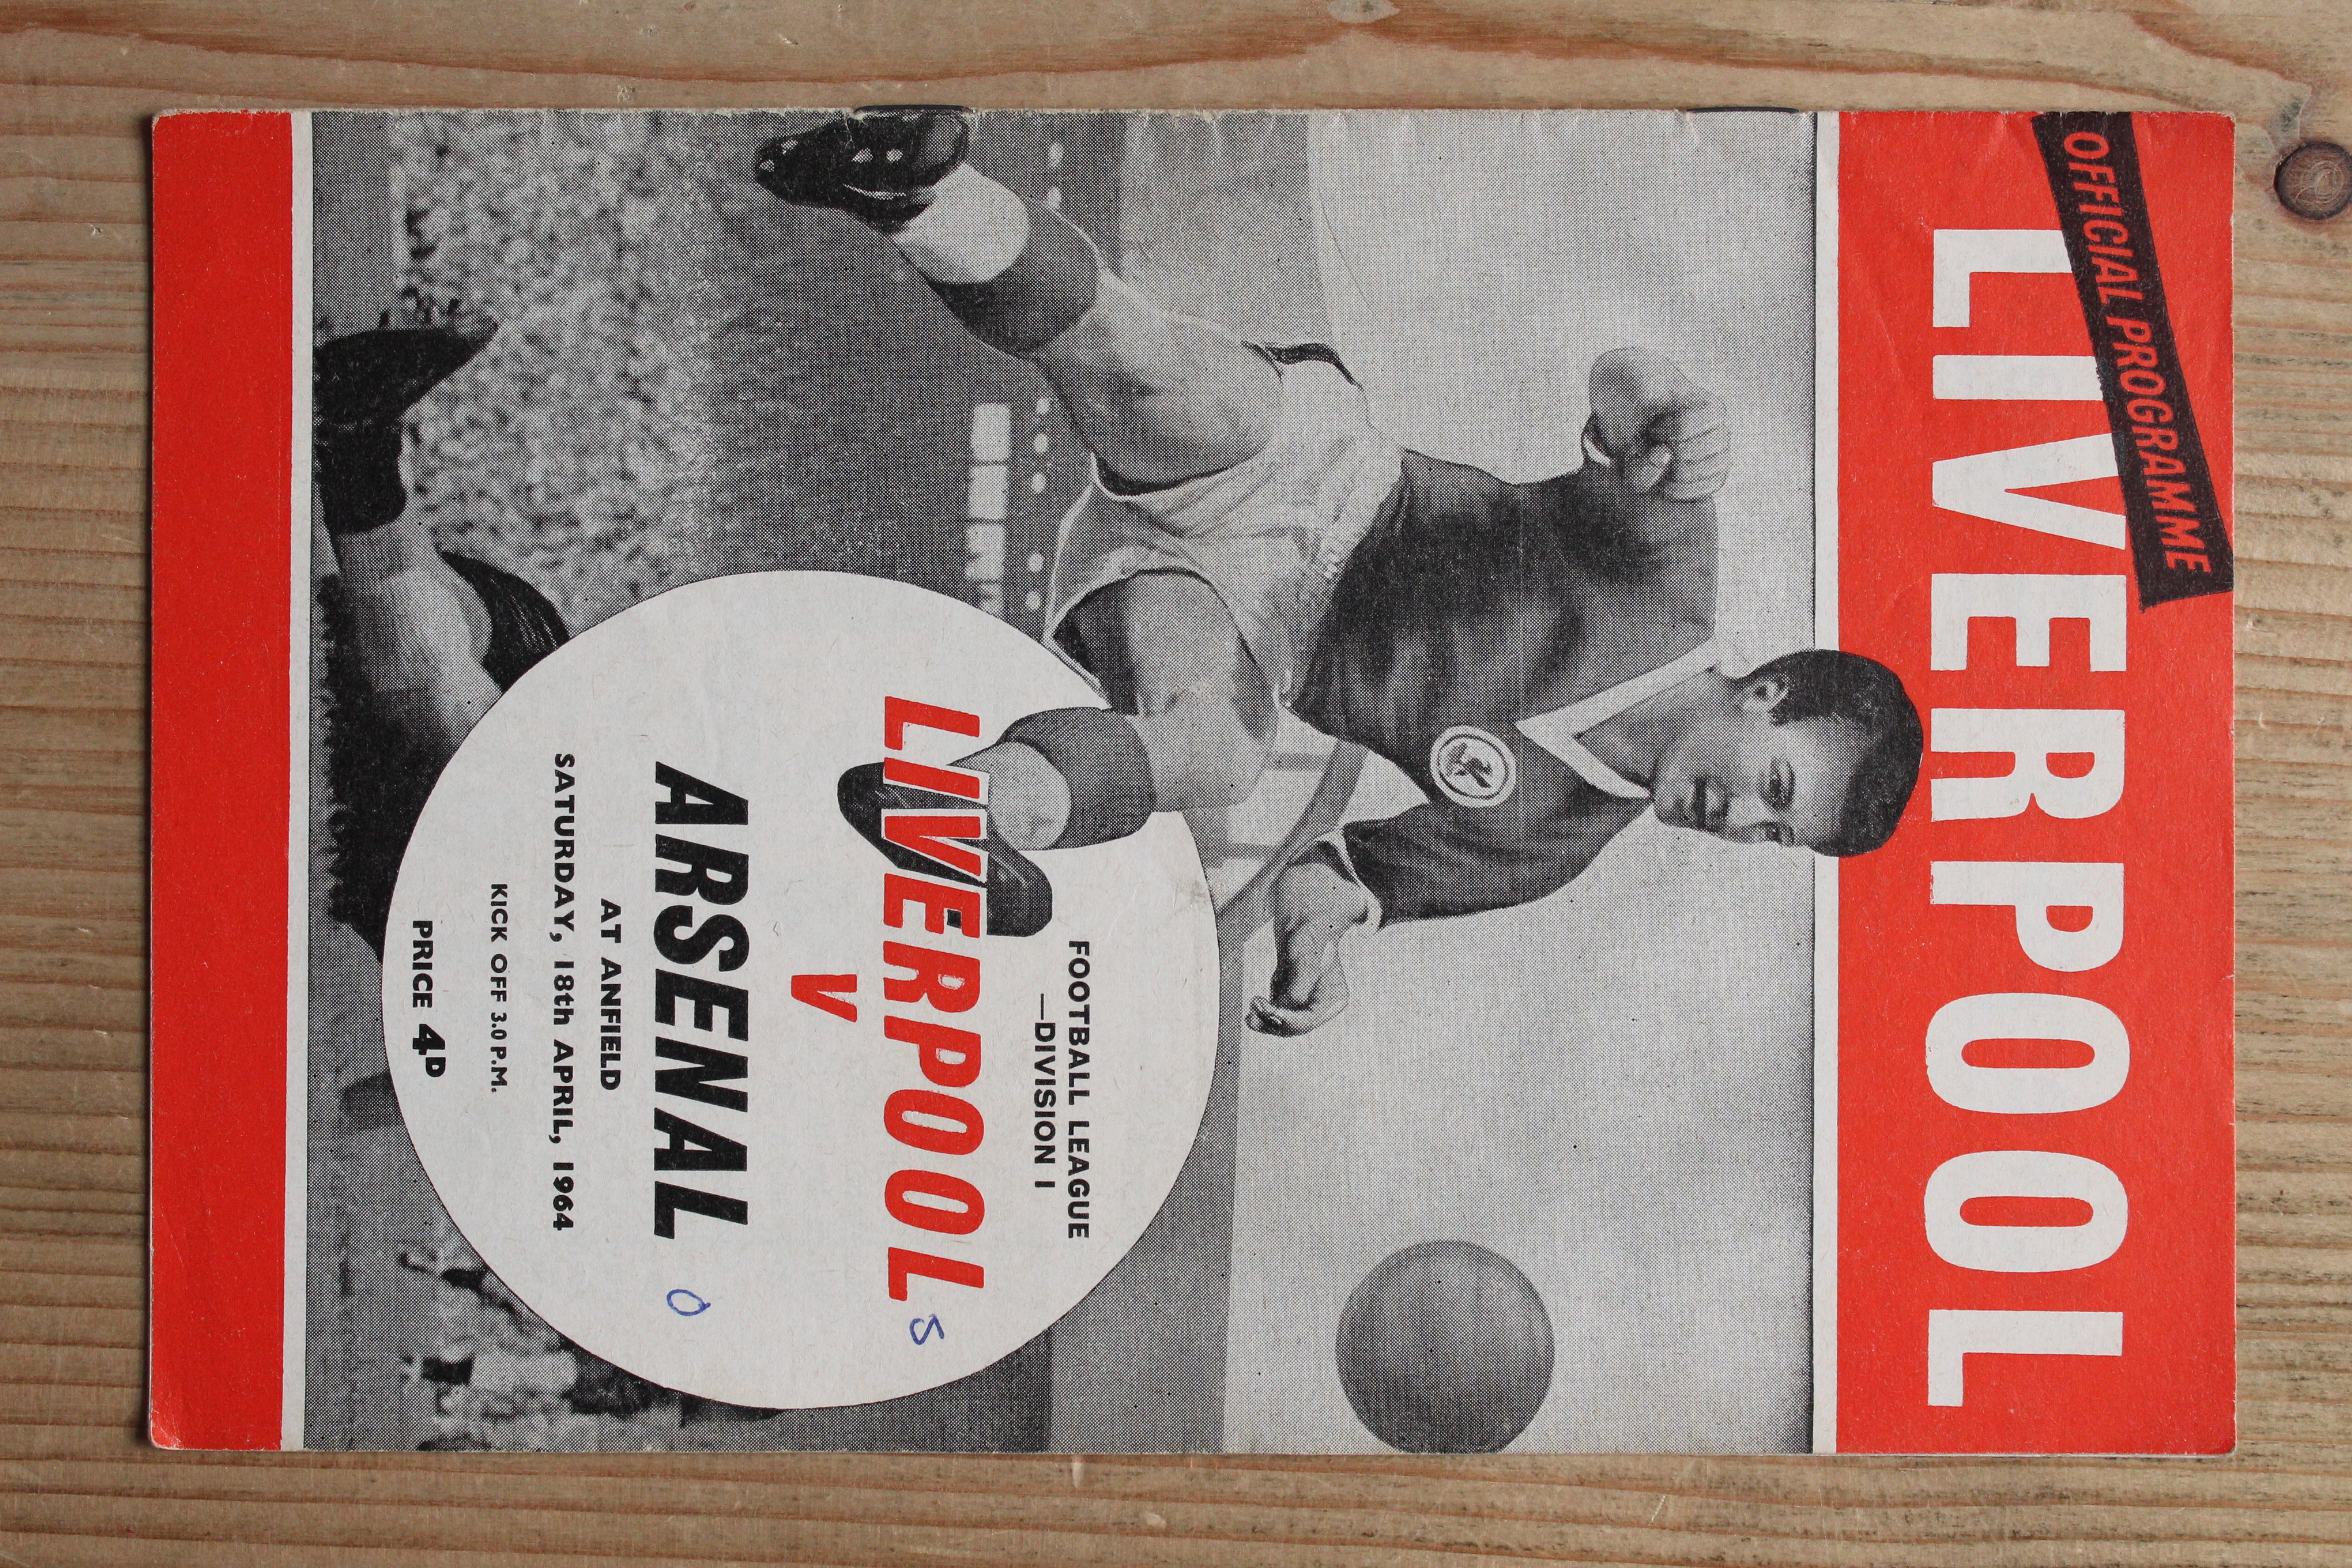 OFFICIAL PROGRAMME
LIVERPOOL
FOOTBALL LEAGUE
—DIVISION I
LIVERPOOL 5
V
ARSENAL 0
AT ANFIELD
SATURDAY, 18th APRIL, 1964
KICK OFF 3.0 P.M.
PRICE 4D